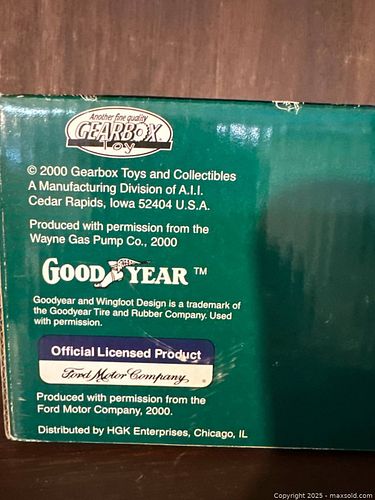 Another fine quality
GEARBOX
TOY
© 2000 Gearbox Toys and Collectibles
A Manufacturing Division of A.I.I.
Cedar Rapids, Iowa 52404 U.S.A.
Produced with permission from the
Wayne Gas Pump Co., 2000
GOODYEAR ™
Goodyear and Wingfoot Design is a trademark of
the Goodyear Tire and Rubber Company. Used
with permission.
Official Licensed Product
Ford Motor Company
Produced with permission from the
Ford Motor Company, 2000.
Distributed by HGK Enterprises, Chicago, IL
Copyright 2025 - maxsold.com